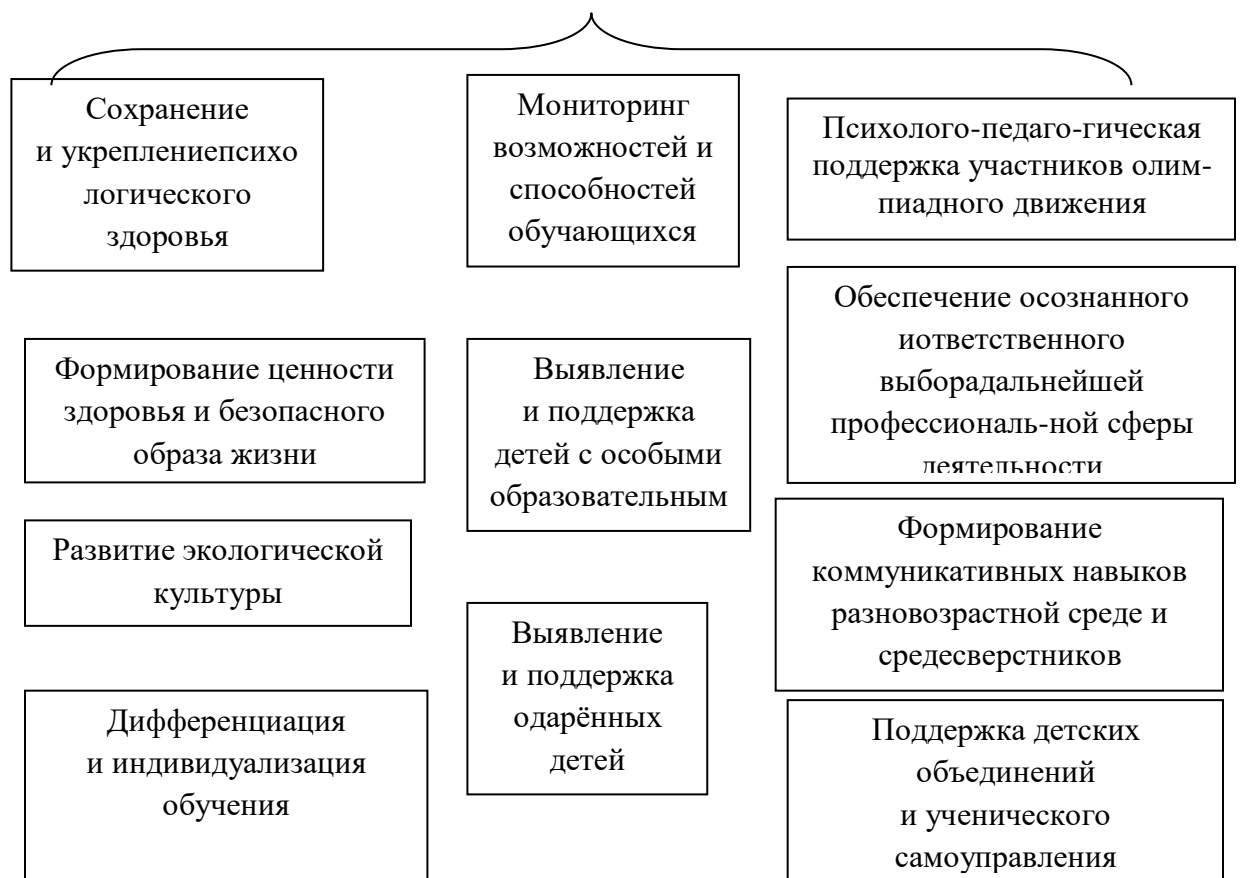 Сохранение
и укреплениепсихо
логического
здоровья
Формирование ценности
здоровья и безопасного
образа жизни
Развитие экологической
культуры
Дифференциация
и индивидуализация
обучения
Мониторинг
возможностей и
способностей
обучающихся
Выявление
и поддержка
детей с особыми
образовательным
Выявление
и поддержка
одарённых
детей
Психолого-педаго-гическая
поддержка участников олим-
пиадного движения
Обеспечение осознанного
иответственного
выборадальнейшей
профессиональ-ной сферы
деятельности
Формирование
коммуникативных навыков
разновозрастной среде и
средесверстников
Поддержка детских
объединений
и ученического
самоуправления